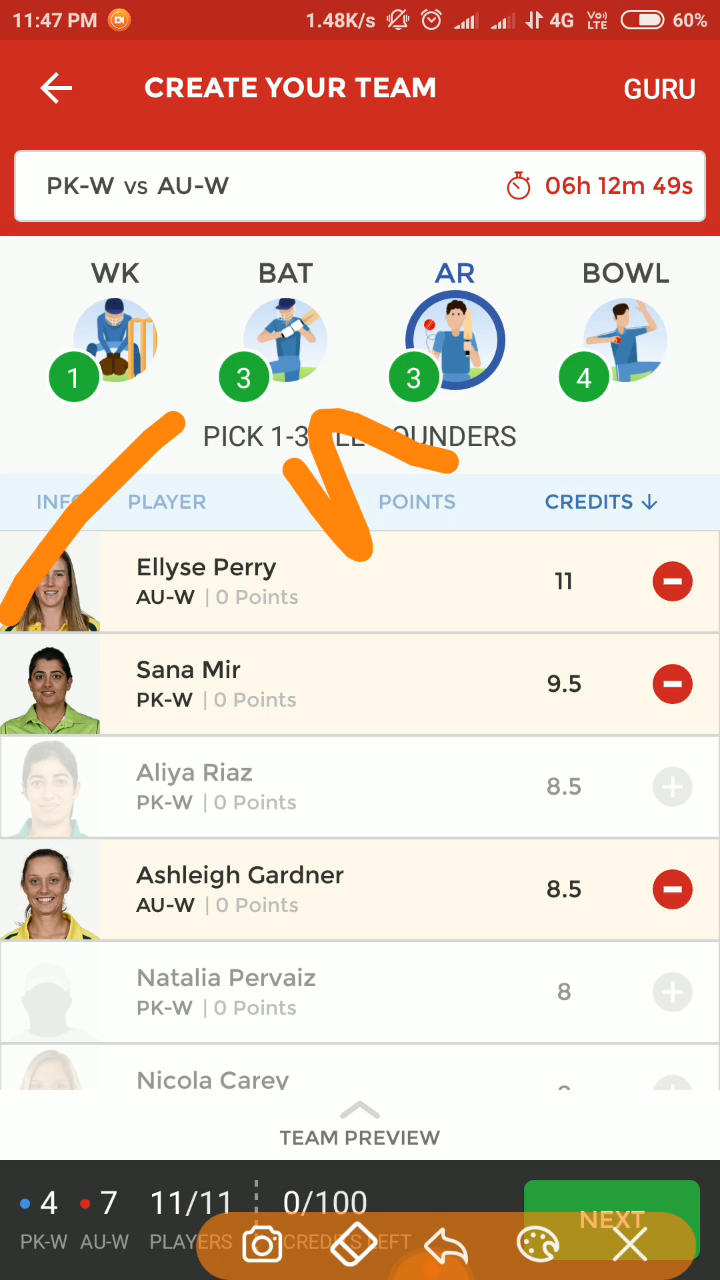 11:47 PM 1.48K/s 4G VoLTE 60%
CREATE YOUR TEAM GURU
PK-W vs AU-W 06h 12m 49s
WK BAT AR BOWL
1 3 3 4
PICK 1-3
INFO PLAYER POINTS CREDITS ↓
Ellyse Perry 11
AU-W | 0 Points
Sana Mir 9.5
PK-W | 0 Points
Aliya Riaz 8.5
PK-W | 0 Points
Ashleigh Gardner 8.5
AU-W | 0 Points
Natalia Pervaiz 8
PK-W | 0 Points
Nicola Carey
TEAM PREVIEW
4 7 11/11 0/100 NEXT
PK-W AU-W PLAYERS CREDITS LEFT